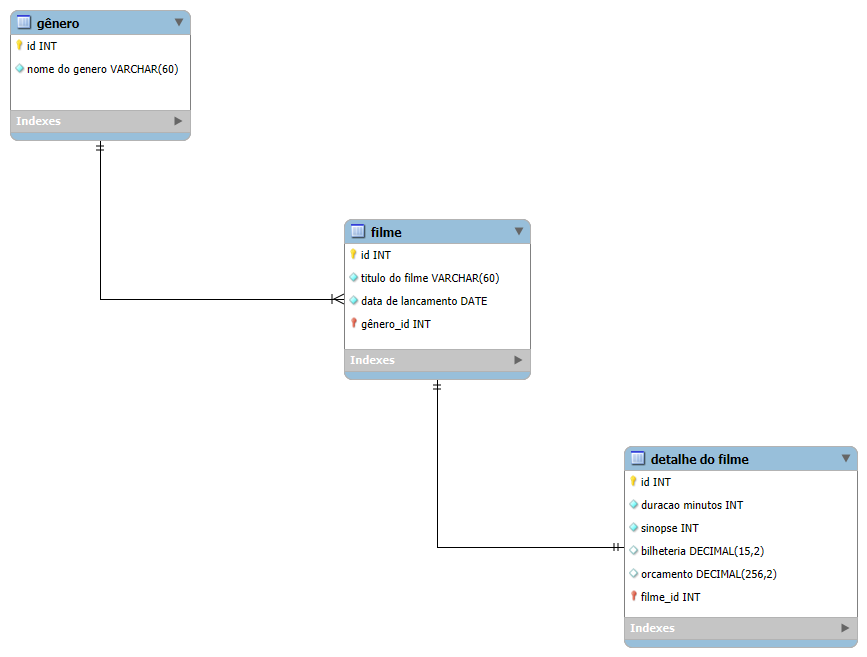 gênero
id INT
nome do genero VARCHAR(60)
Indexes
filme
id INT
titulo do filme VARCHAR(60)
data de lancamento DATE
gênero_id INT
Indexes
detalhe do filme
id INT
duracao minutos INT
sinopse INT
bilheteria DECIMAL(15,2)
orcamento DECIMAL(256,2)
filme_id INT
Indexes